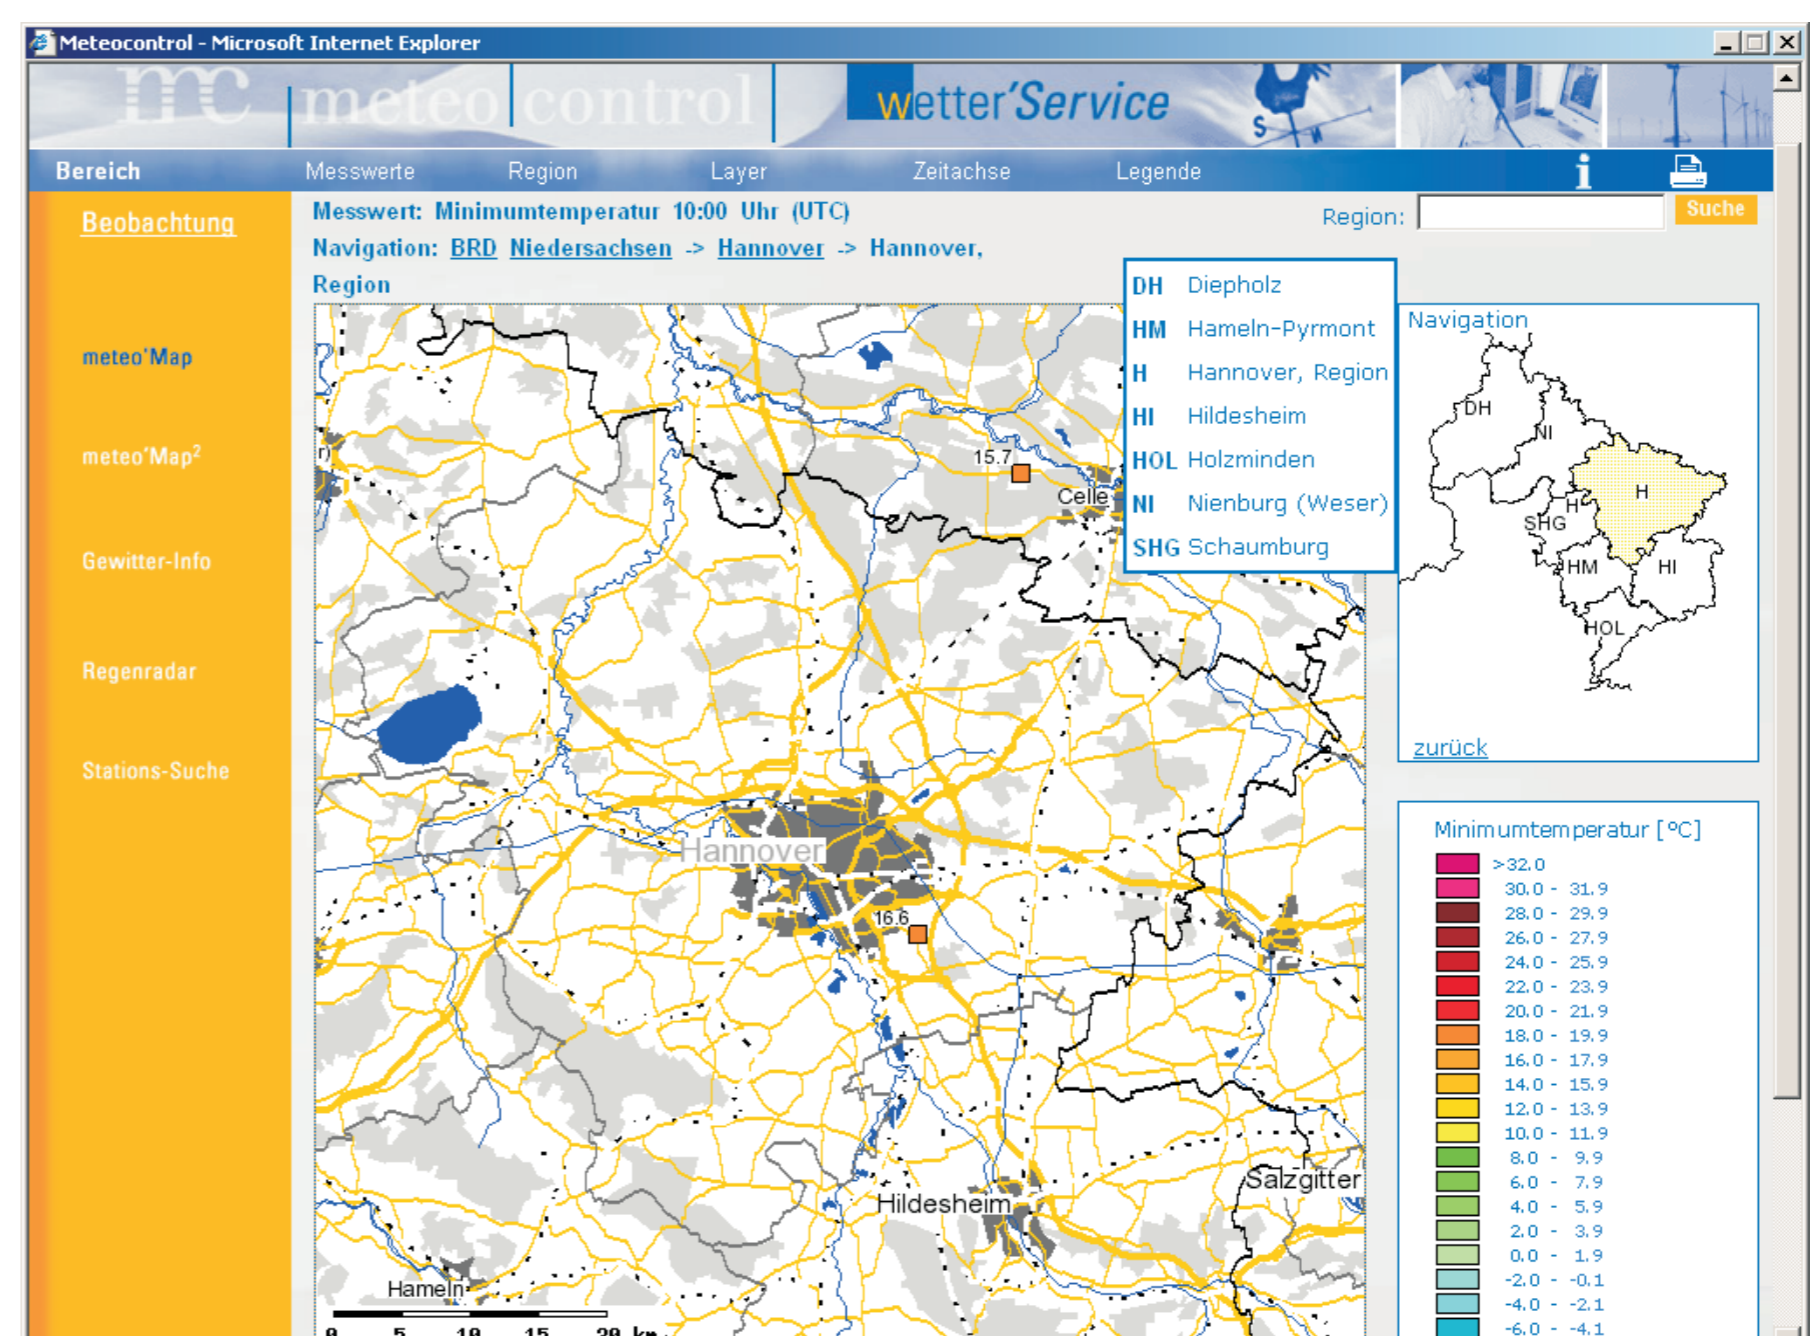 Meteocontrol - Microsoft Internet Explorer
mc meteo control wetter'Service
S N
Bereich Messwerte Region Layer Zeitachse Legende i
Beobachtung
meteo'Map
meteo'Map²
Gewitter-Info
Regenradar
Stations-Suche
Messwert: Minimumtemperatur 10:00 Uhr (UTC)
Region: Suche
Navigation: BRD Niedersachsen -> Hannover -> Hannover,
Region
DH Diepholz
HM Hameln-Pyrmont
H Hannover, Region
HI Hildesheim
HOL Holzminden
NI Nienburg (Weser)
SHG Schaumburg
r)
15.7
Celle
Hannover
16.6
Hildesheim
Salzgitter
Hameln
0 5 10 15 20 km
Navigation
DH
NI
H
H
SHG
HM
HI
HOL
zurück
Minimumtemperatur [ºC]
>32.0
30.0 - 31.9
28.0 - 29.9
26.0 - 27.9
24.0 - 25.9
22.0 - 23.9
20.0 - 21.9
18.0 - 19.9
16.0 - 17.9
14.0 - 15.9
12.0 - 13.9
10.0 - 11.9
8.0 - 9.9
6.0 - 7.9
4.0 - 5.9
2.0 - 3.9
0.0 - 1.9
-2.0 - -0.1
-4.0 - -2.1
-6.0 - -4.1